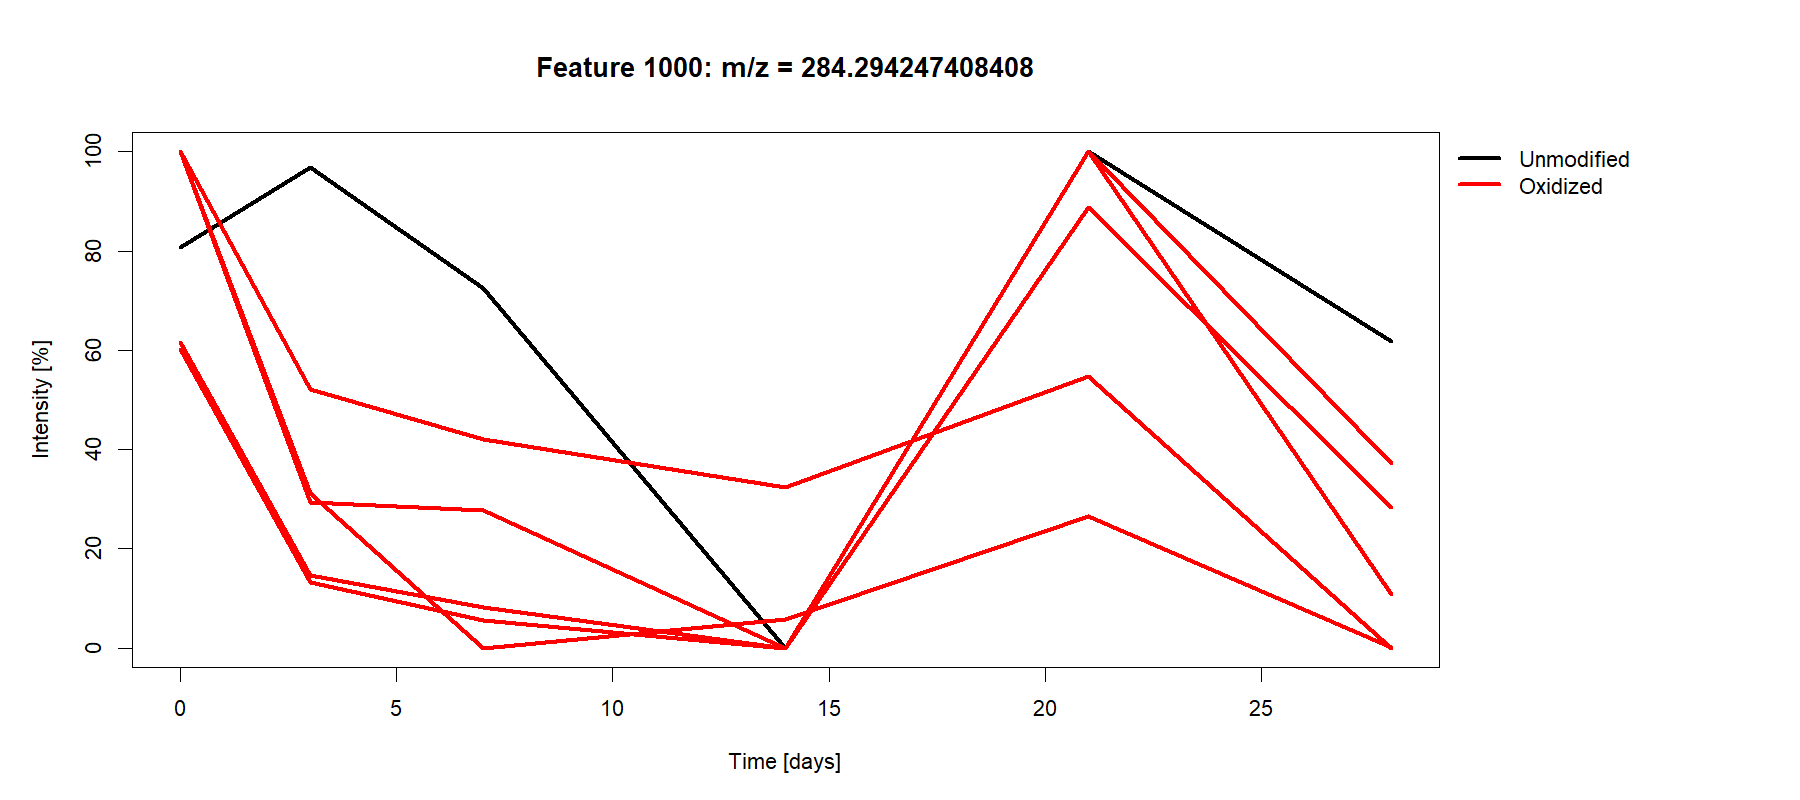 Feature 1000: m/z = 284.294247408408
Unmodified
Oxidized
Intensity [%]
100
80
60
40
20
0
0 5 10 15 20 25
Time [days]